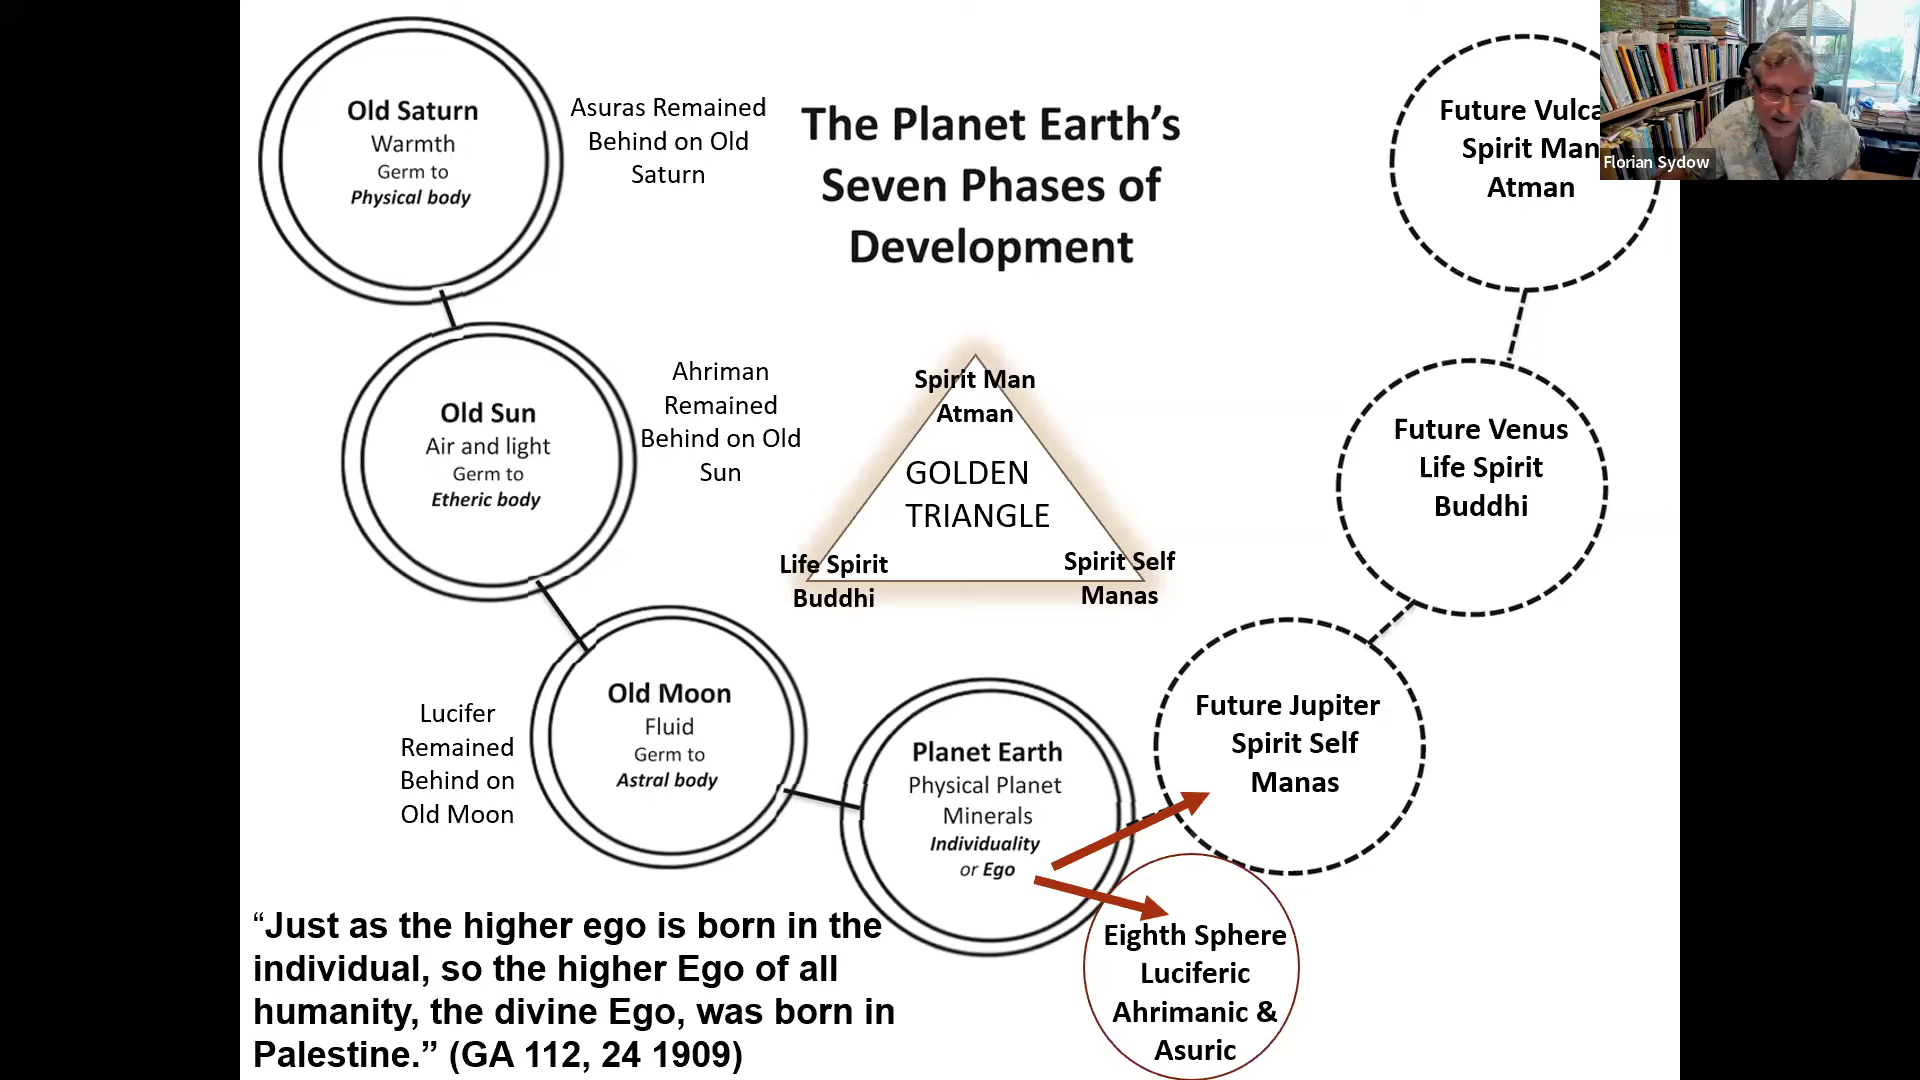 Old Saturn
Warmth
Germ to
Physical body
Asuras Remained
Behind on Old
Saturn
The Planet Earth’s
Seven Phases of
Development
Future Vulca
Spirit Man
Atman
Florian Sydow
Old Sun
Air and light
Germ to
Etheric body
Ahriman
Remained
Behind on Old
Sun
Spirit Man
Atman
GOLDEN
TRIANGLE
Life Spirit
Buddhi
Spirit Self
Manas
Future Venus
Life Spirit
Buddhi
Lucifer
Remained
Behind on
Old Moon
Old Moon
Fluid
Germ to
Astral body
Planet Earth
Physical Planet
Minerals
Individuality
or Ego
Future Jupiter
Spirit Self
Manas
Eighth Sphere
Luciferic
Ahrimanic &
Asuric
“Just as the higher ego is born in the
individual, so the higher Ego of all
humanity, the divine Ego, was born in
Palestine.” (GA 112, 24 1909)